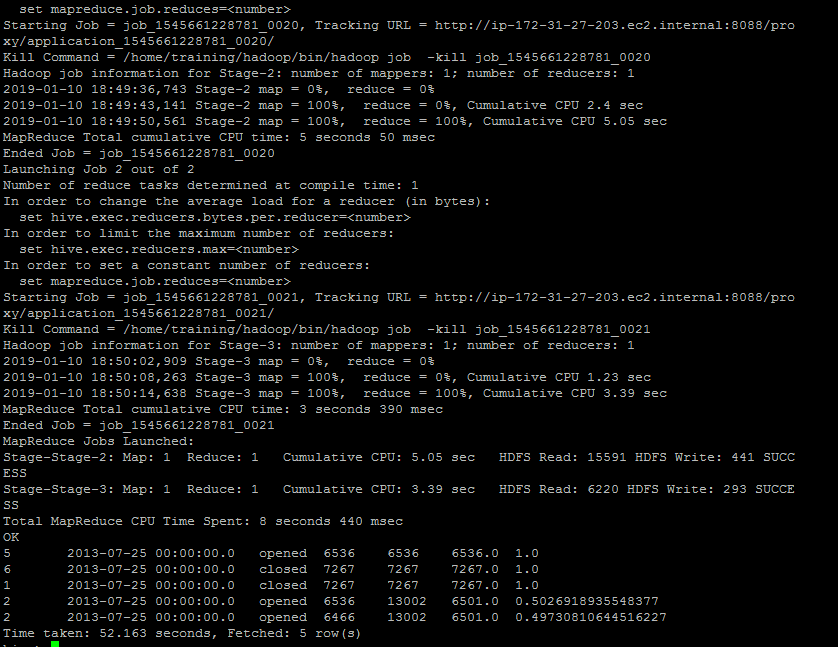 set mapreduce.job.reduces=<number>
Starting Job = job_1545661228781_0020, Tracking URL = http://ip-172-31-27-203.ec2.internal:8088/pro
xy/application_1545661228781_0020/
Kill Command = /home/training/hadoop/bin/hadoop job  -kill job_1545661228781_0020
Hadoop job information for Stage-2: number of mappers: 1; number of reducers: 1
2019-01-10 18:49:36,743 Stage-2 map = 0%,  reduce = 0%
2019-01-10 18:49:43,141 Stage-2 map = 100%,  reduce = 0%, Cumulative CPU 2.4 sec
2019-01-10 18:49:50,561 Stage-2 map = 100%,  reduce = 100%, Cumulative CPU 5.05 sec
MapReduce Total cumulative CPU time: 5 seconds 50 msec
Ended Job = job_1545661228781_0020
Launching Job 2 out of 2
Number of reduce tasks determined at compile time: 1
In order to change the average load for a reducer (in bytes):
  set hive.exec.reducers.bytes.per.reducer=<number>
In order to limit the maximum number of reducers:
  set hive.exec.reducers.max=<number>
In order to set a constant number of reducers:
  set mapreduce.job.reduces=<number>
Starting Job = job_1545661228781_0021, Tracking URL = http://ip-172-31-27-203.ec2.internal:8088/pro
xy/application_1545661228781_0021/
Kill Command = /home/training/hadoop/bin/hadoop job  -kill job_1545661228781_0021
Hadoop job information for Stage-3: number of mappers: 1; number of reducers: 1
2019-01-10 18:50:02,909 Stage-3 map = 0%,  reduce = 0%
2019-01-10 18:50:08,263 Stage-3 map = 100%,  reduce = 0%, Cumulative CPU 1.23 sec
2019-01-10 18:50:14,638 Stage-3 map = 100%,  reduce = 100%, Cumulative CPU 3.39 sec
MapReduce Total cumulative CPU time: 3 seconds 390 msec
Ended Job = job_1545661228781_0021
MapReduce Jobs Launched:
Stage-Stage-2: Map: 1  Reduce: 1   Cumulative CPU: 5.05 sec   HDFS Read: 15591 HDFS Write: 441 SUCC
ESS
Stage-Stage-3: Map: 1  Reduce: 1   Cumulative CPU: 3.39 sec   HDFS Read: 6220 HDFS Write: 293 SUCCE
SS
Total MapReduce CPU Time Spent: 8 seconds 440 msec
OK
5       2013-07-25 00:00:00.0   opened  6536    6536    6536.0  1.0
6       2013-07-25 00:00:00.0   closed  7267    7267    7267.0  1.0
1       2013-07-25 00:00:00.0   closed  7267    7267    7267.0  1.0
2       2013-07-25 00:00:00.0   opened  6536    13002   6501.0  0.5026918935548377
2       2013-07-25 00:00:00.0   opened  6466    13002   6501.0  0.49730810644516227
Time taken: 52.163 seconds, Fetched: 5 row(s)